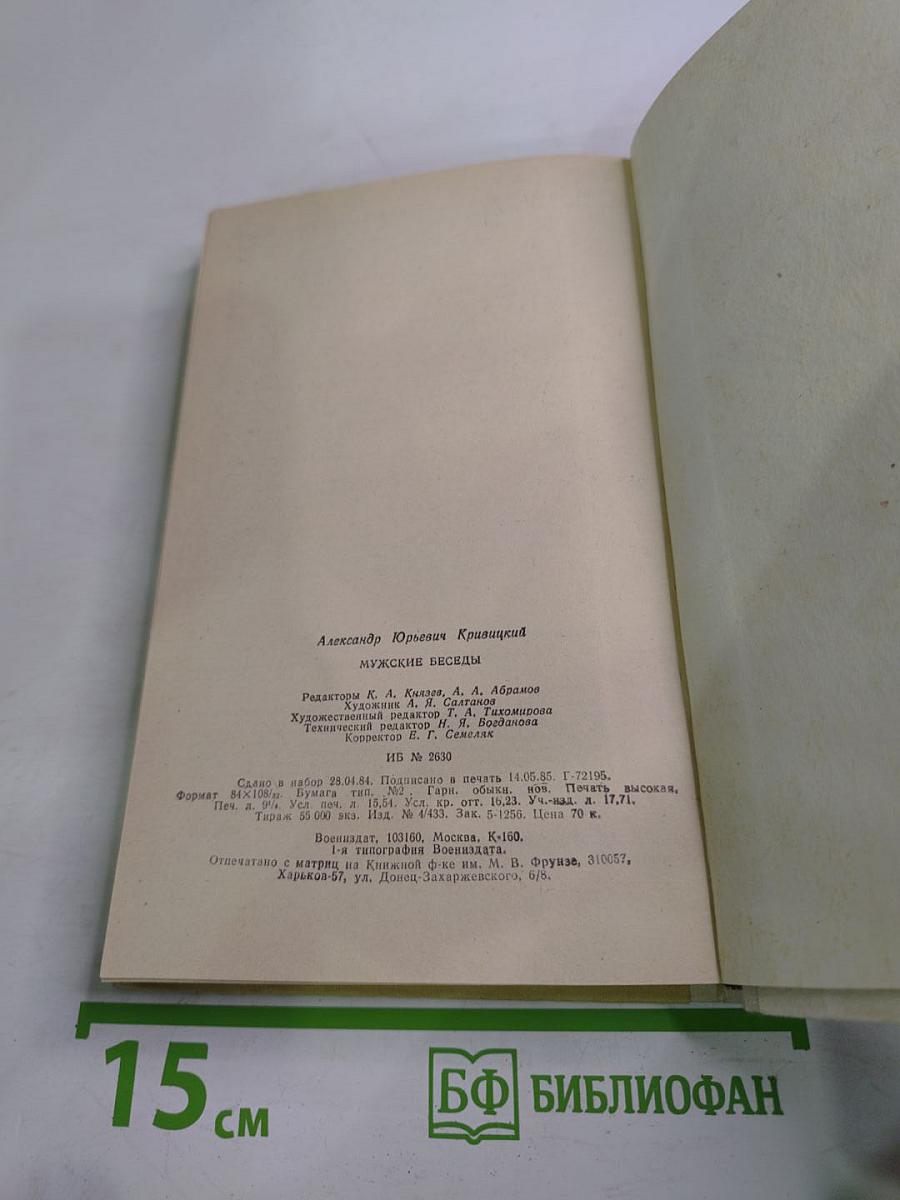 Александр Юрьевич Кривицкий
МУЖСКИЕ БЕСЕДЫ
Редакторы К. А. Князев, А. А. Абрамов
Художник А. Я. Салтанов
Художественный редактор Т. А. Тихомирова
Технический редактор Н. Я. Богданова
Корректор Е. Г. Семеляк
ИБ № 2630
Сдано в набор 28.04.84. Подписано в печать 14.05.85. Г-72195.
Формат 84×108/32. Бумага тип. №2. Гарн. обыкн. нов. Печать высокая.
Печ. л. 9¼. Усл. печ. л. 15,54. Усл. кр. отт. 16,23. Уч.-изд. л. 17,71.
Тираж 55 000 экз. Изд. № 4/433. Зак. 5-1256. Цена 70 к.
Воениздат, 103160, Москва, К-160.
1-я типография Воениздата.
Отпечатано с матриц на Книжной ф-ке им. М. В. Фрунзе, 310057,
Харьков-57, ул. Донец-Захаржевского, 6/8.
15 см
БФ БИБЛИОФАН